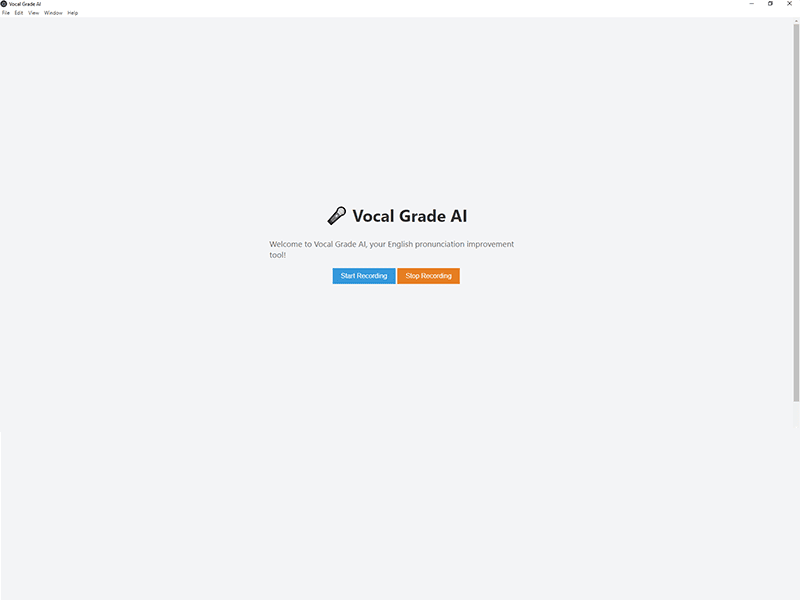 Vocal Grade AI
File Edit View Window Help
Vocal Grade AI
Welcome to Vocal Grade AI, your English pronunciation improvement
tool!
Start Recording Stop Recording